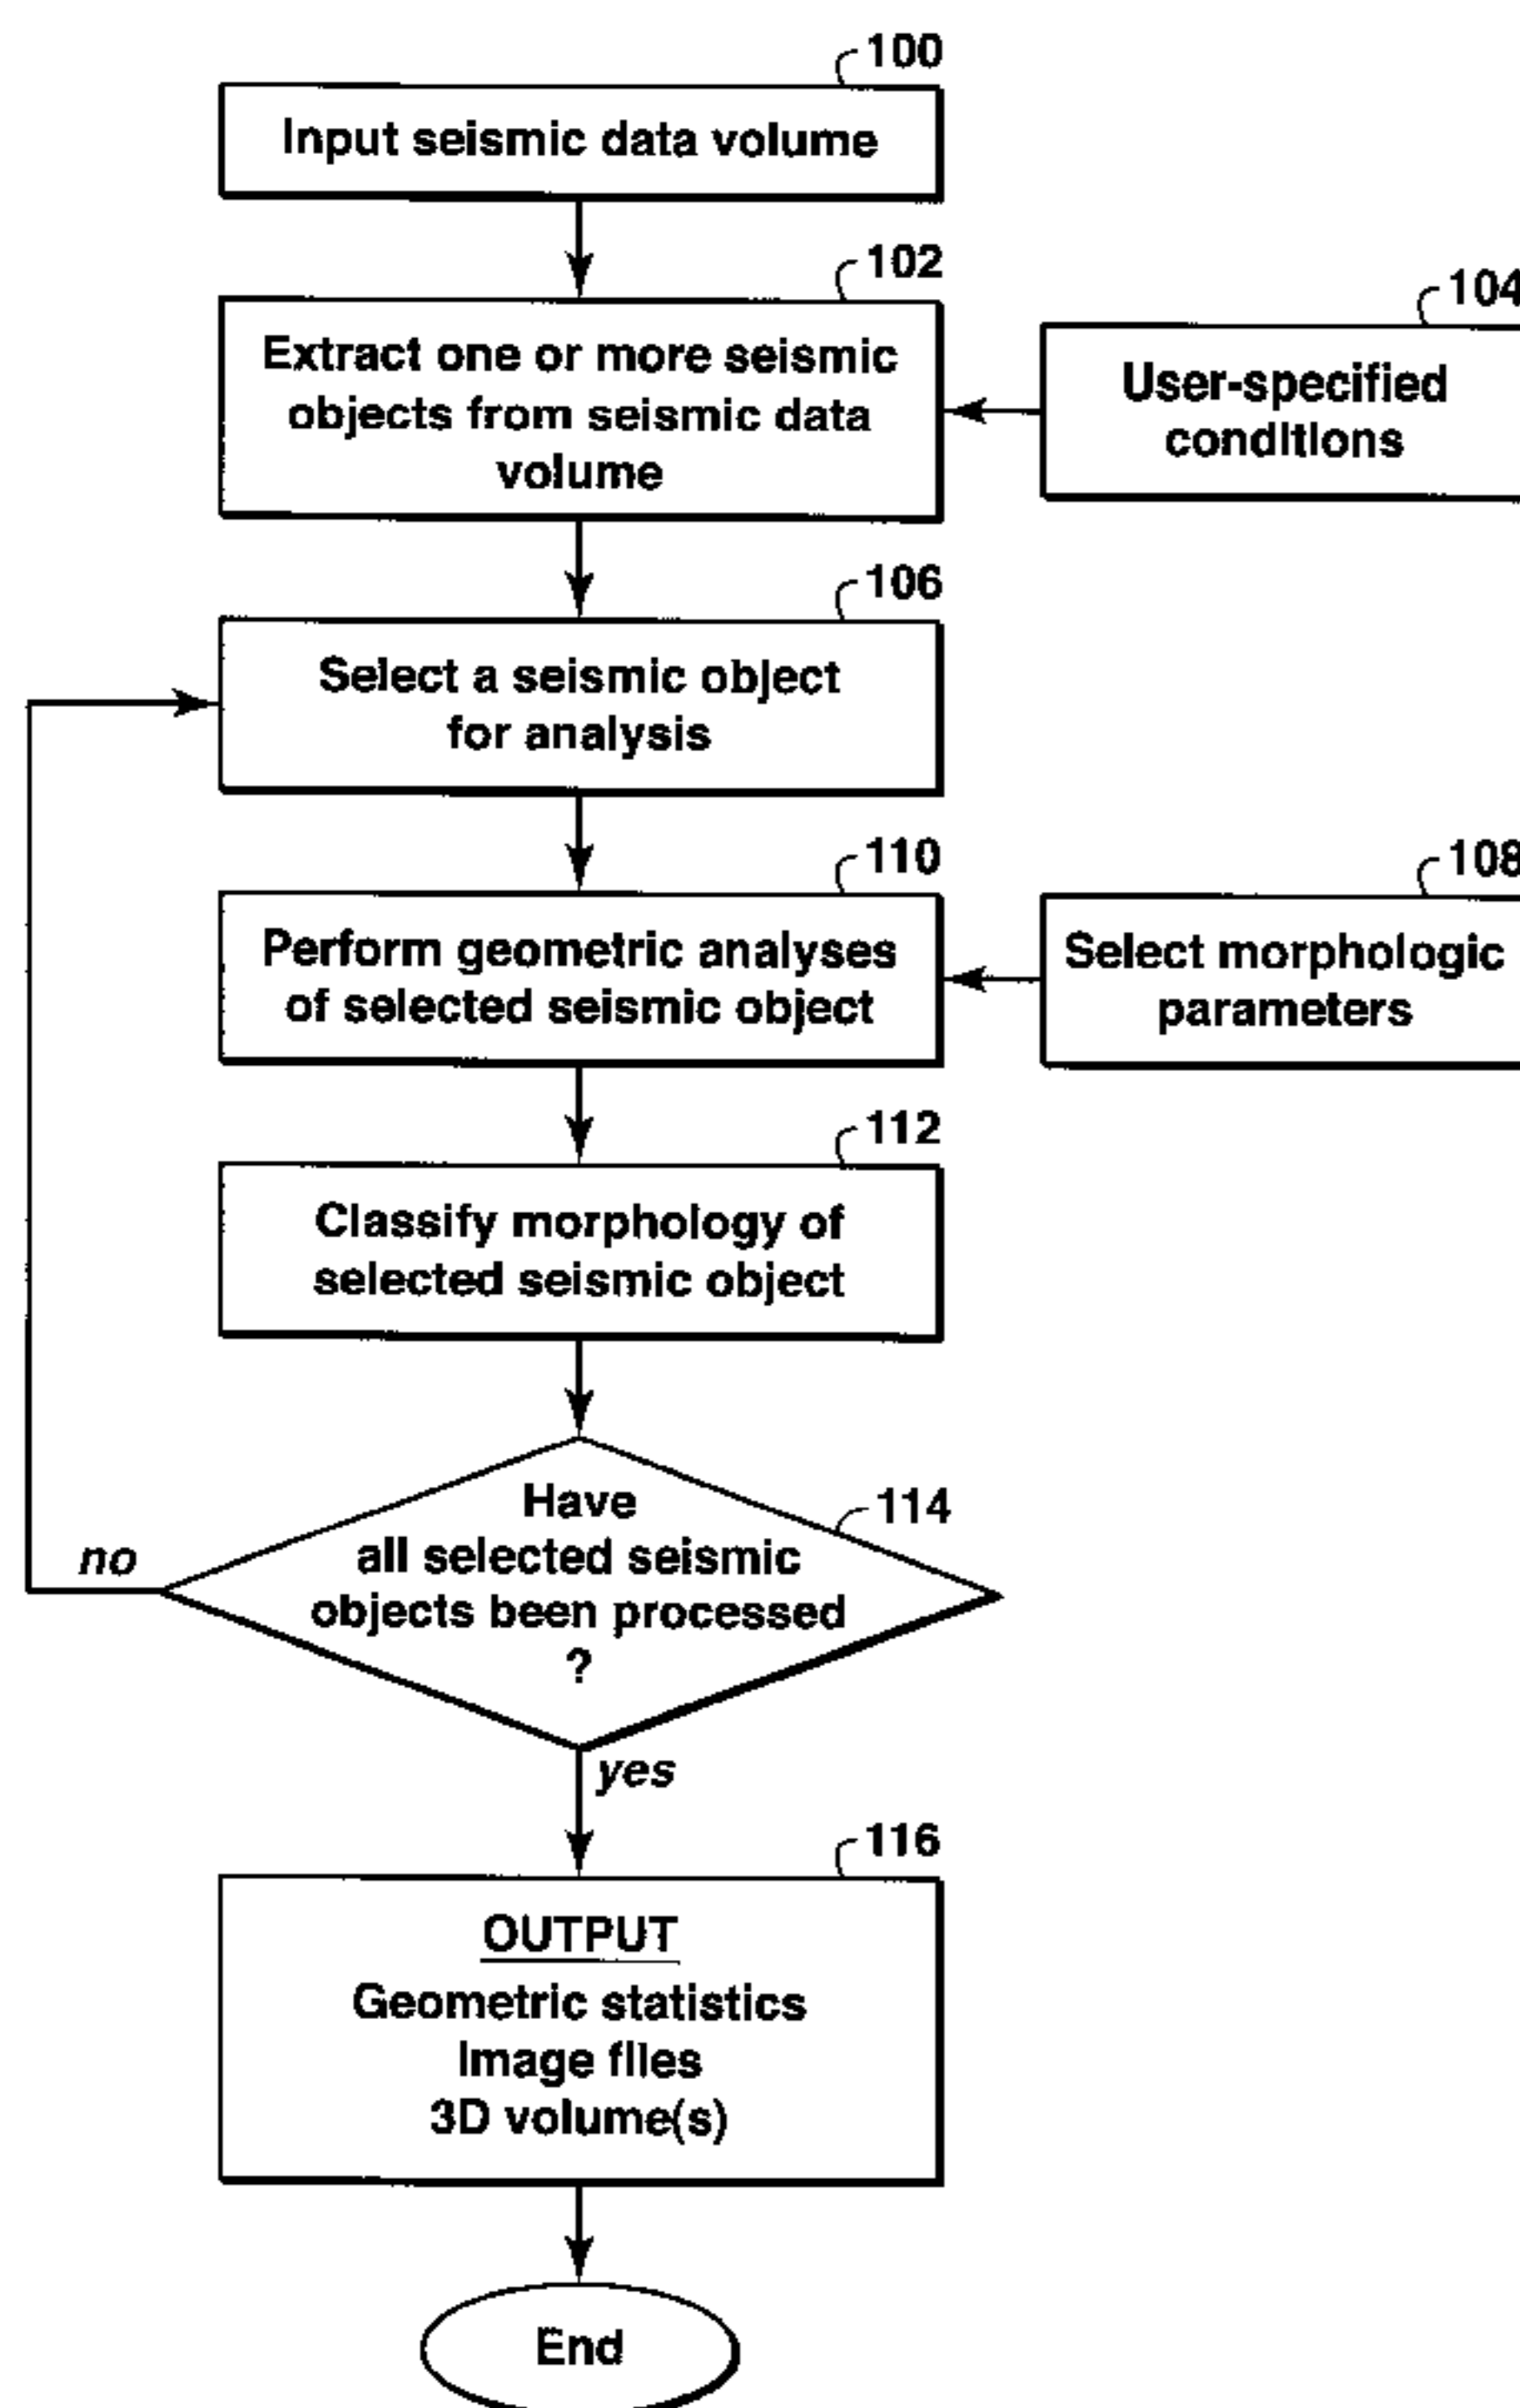 100
Input seismic data volume
102
Extract one or more seismic
objects from seismic data
volume
104
User-specified
conditions
106
Select a seismic object
for analysis
110
Perform geometric analyses
of selected seismic object
108
Select morphologic
parameters
112
Classify morphology of
selected seismic object
114
Have
all selected seismic
objects been processed
?
no
yes
116
OUTPUT
Geometric statistics
Image files
3D volume(s)
End